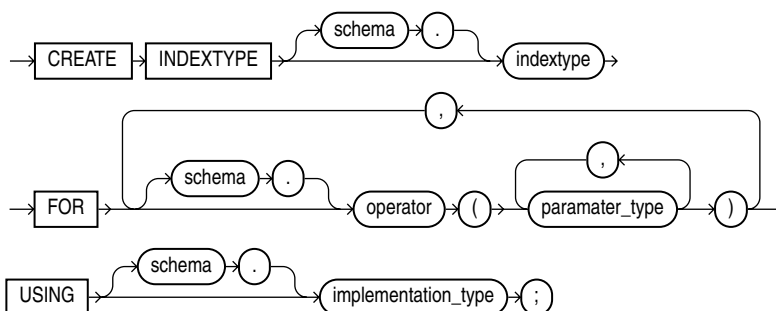 schema .
CREATE INDEXTYPE indextype
,
schema . ,
FOR operator ( paramater_type )
schema .
USING implementation_type ;